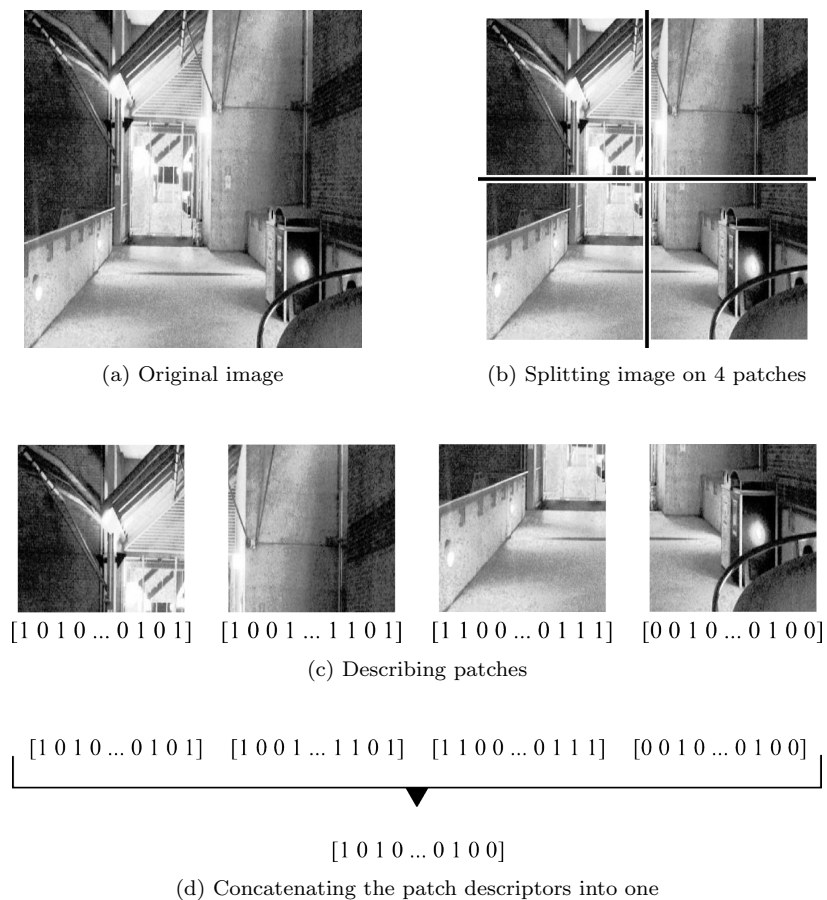 (a) Original image
(b) Splitting image on 4 patches
[1 0 1 0 ... 0 1 0 1] [1 0 0 1 ... 1 1 0 1] [1 1 0 0 ... 0 1 1 1] [0 0 1 0 ... 0 1 0 0]
(c) Describing patches
[1 0 1 0 ... 0 1 0 1] [1 0 0 1 ... 1 1 0 1] [1 1 0 0 ... 0 1 1 1] [0 0 1 0 ... 0 1 0 0]
[1 0 1 0 ... 0 1 0 0]
(d) Concatenating the patch descriptors into one